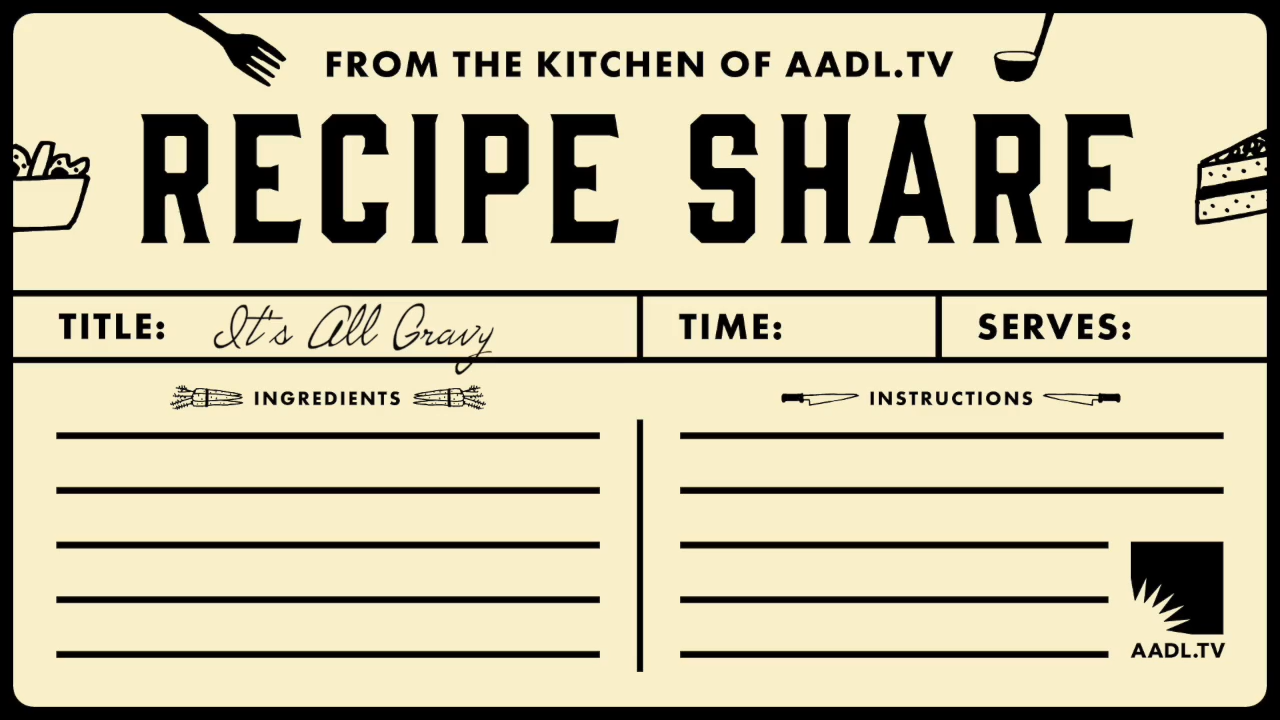 FROM THE KITCHEN OF AADL.TV
RECIPE SHARE
TITLE: It's All Gravy
TIME:
SERVES:
INGREDIENTS
INSTRUCTIONS
AADL.TV